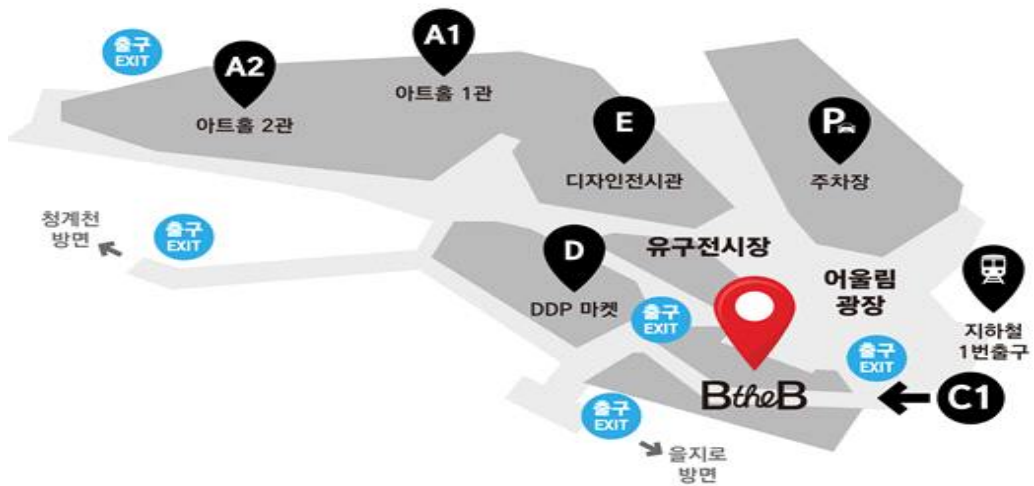 출구
EXIT
A2
아트홀 2관
A1
아트홀 1관
E
디자인전시관
P
주차장
청계천
방면
출구
EXIT
D
DDP 마켓
유구전시장
어울림
광장
지하철
1번출구
출구
EXIT
출구
EXIT
BtheB
C1
출구
EXIT
을지로
방면